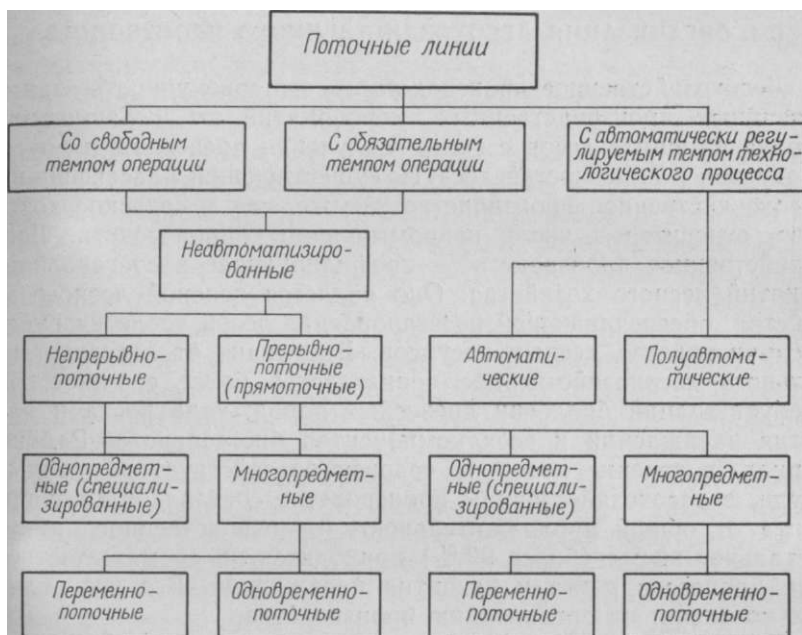 Поточные линии
Со свободным
темпом операции
С обязательным
темпом операции
С автоматически регу-
лируемым темпом техно-
логического процесса
Неавтоматизиро-
ванные
Непрерывно-
поточные
Прерывно-
поточные
(прямоточные)
Автомати-
ческие
Полуавтома-
тические
Однопредмет-
ные (специали-
зированные)
Многопредмет-
ные
Однопредмет-
ные (специали-
зированные)
Многопредмет-
ные
Переменно-
поточные
Одновременно-
поточные
Переменно-
поточные
Одновременно-
поточные